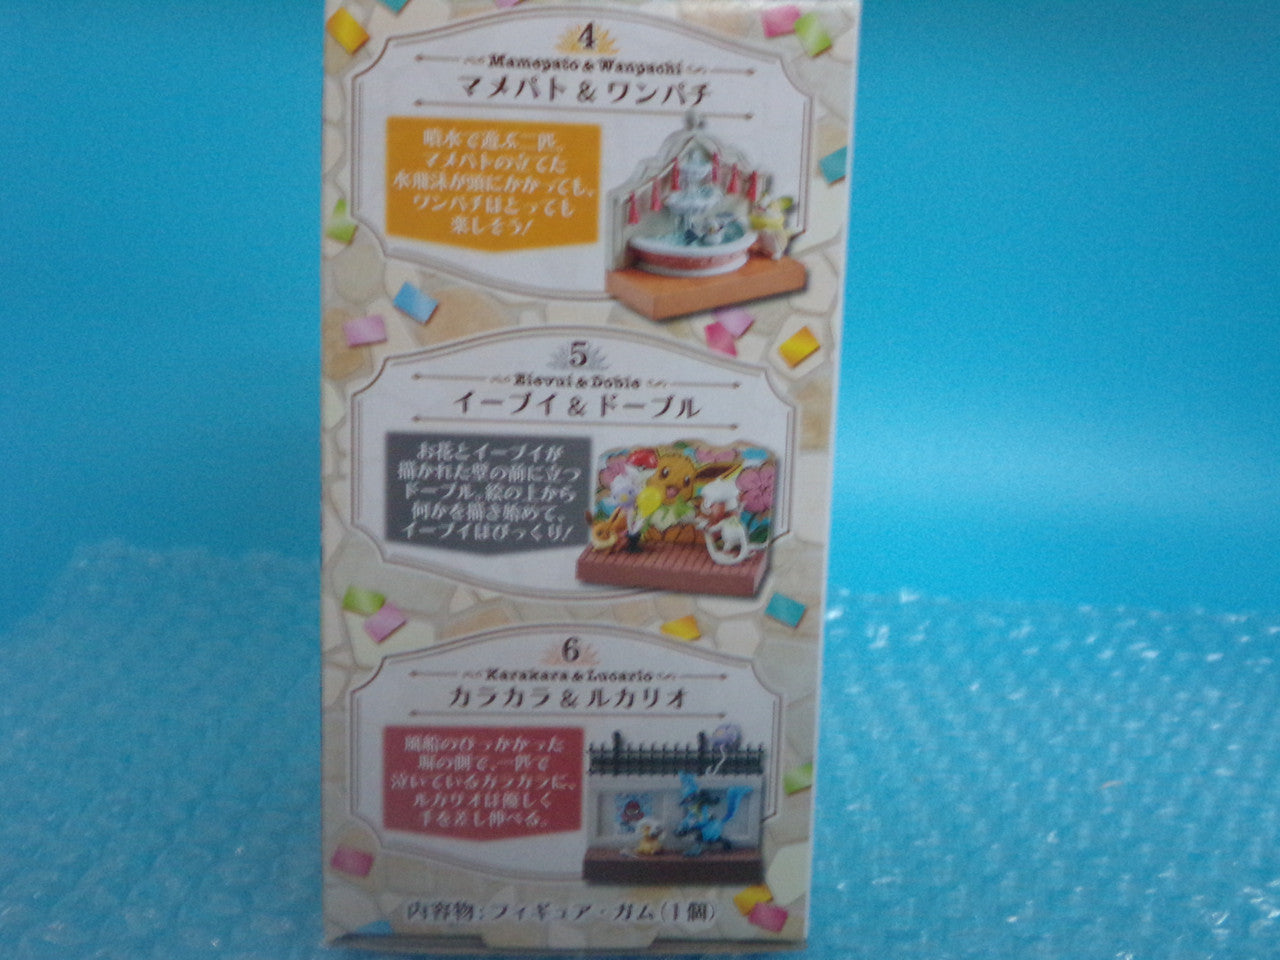 4
Mamepato & Wanpachi
マメパト & ワンパチ
噴水で遊ぶ二匹。
マメパトの立てた
水飛沫が頭にかかっても、
ワンパチはとっても
楽しそう!
5
Eievui & Doble
イーブイ & ドーブル
お花とイーブイが
描かれた壁の前に立つ
ドーブル。絵の上から
何かを描き始めて、
イーブイはびっくり!
6
Karakara & Lucario
カラカラ & ルカリオ
風船のひっかかった
塀の側で、一匹で
泣いているカラカラに、
ルカリオは優しく
手を差し伸べる。
内容物:フィギュア・ガム(1個)